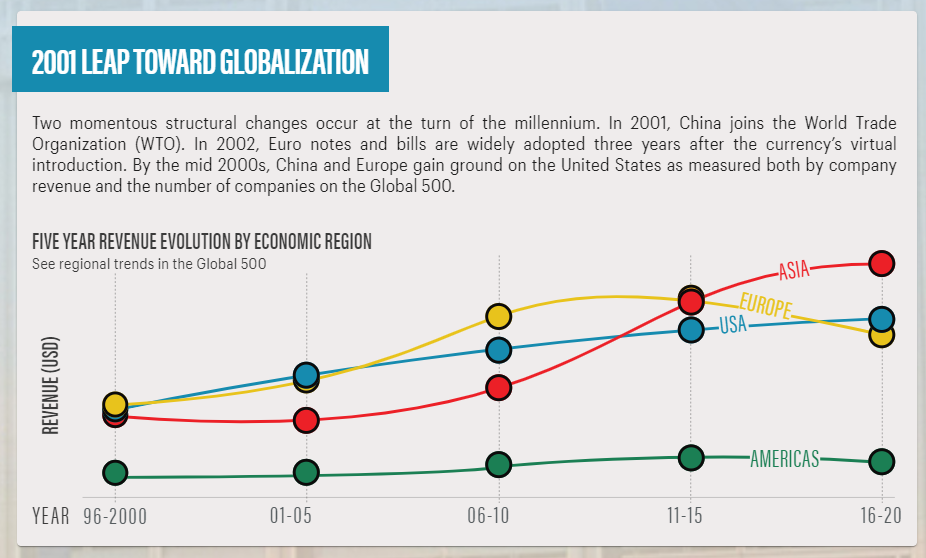 2001 LEAP TOWARD GLOBALIZATION
Two momentous structural changes occur at the turn of the millennium. In 2001, China joins the World Trade
Organization (WTO). In 2002, Euro notes and bills are widely adopted three years after the currency's virtual
introduction. By the mid 2000s, China and Europe gain ground on the United States as measured both by company
revenue and the number of companies on the Global 500.
FIVE YEAR REVENUE EVOLUTION BY ECONOMIC REGION
See regional trends in the Global 500
ASIA
EUROPE
USA
REVENUE (USD)
AMERICAS
YEAR 96-2000 01-05 06-10 11-15 16-20